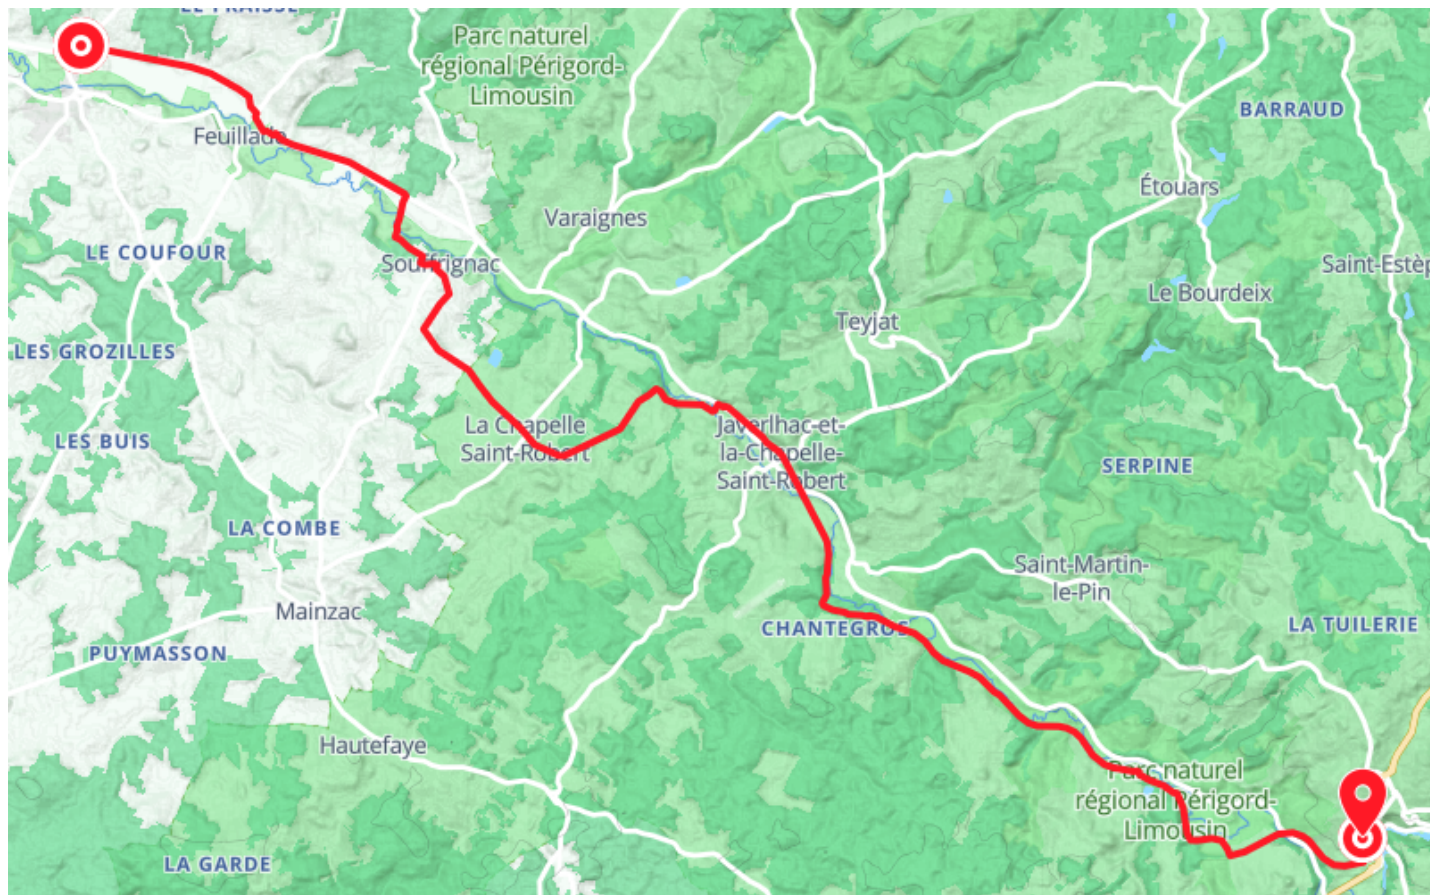 LE FRAISSE
Parc naturel
régional Périgord-
Limousin
BARRAUD
Feuillade
Étouars
Varaignes
LE COUFOUR
Souffrignac
Saint-Estèp
Le Bourdeix
Teyjat
LES GROZILLES
La Chapelle
Saint-Robert
Javerlhac-et-
la-Chapelle-
Saint-Robert
LES BUIS
SERPINE
LA COMBE
Saint-Martin-
le-Pin
Mainzac
CHANTEGROS
LA TUILERIE
PUYMASSON
Hautefaye
Parc naturel
régional Périgord-
Limousin
LA GARDE